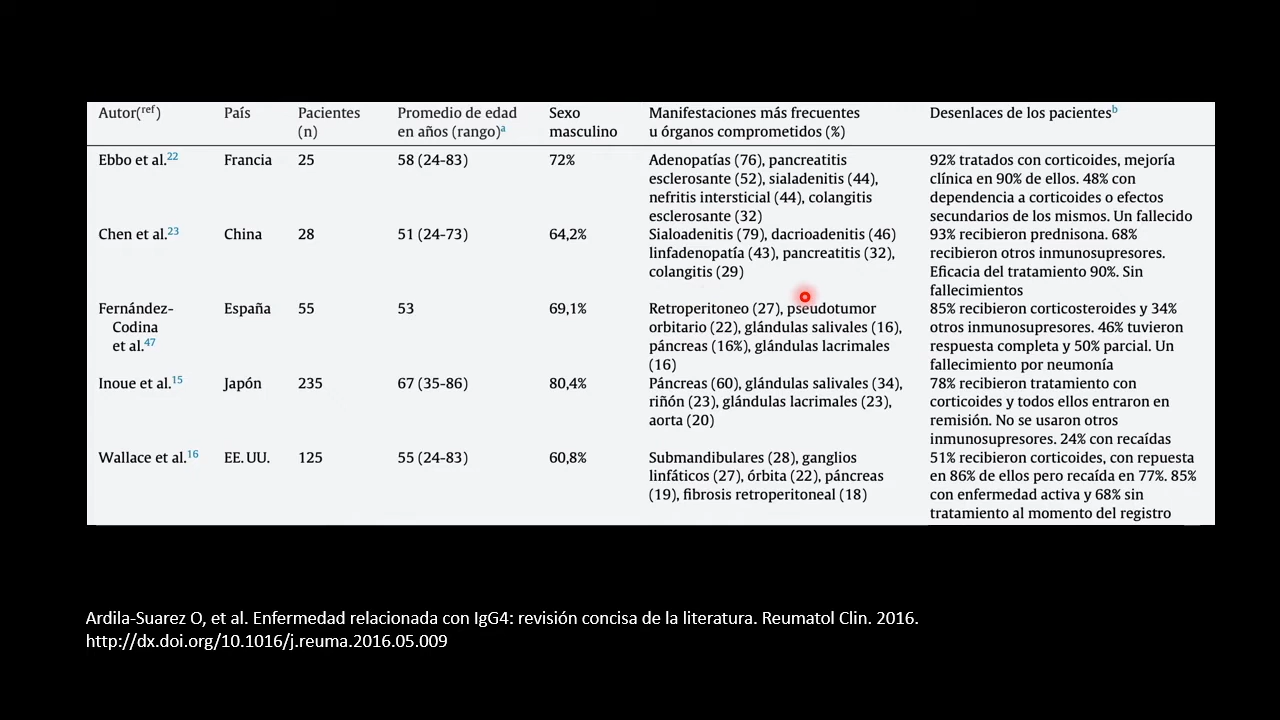 Autor(ref) País Pacientes (n) Promedio de edad en años (rango)a Sexo masculino Manifestaciones más frecuentes u órganos comprometidos (%) Desenlaces de los pacientesb
Ebbo et al.22 Francia 25 58 (24-83) 72% Adenopatías (76), pancreatitis
esclerosante (52), sialadenitis (44),
nefritis intersticial (44), colangitis
esclerosante (32)
92% tratados con corticoides, mejoría
clínica en 90% de ellos. 48% con
dependencia a corticoides o efectos
secundarios de los mismos. Un fallecido
Chen et al.23 China 28 51 (24-73) 64,2% Sialoadenitis (79), dacrioadenitis (46)
linfadenopatía (43), pancreatitis (32),
colangitis (29)
93% recibieron prednisona. 68%
recibieron otros inmunosupresores.
Eficacia del tratamiento 90%. Sin
fallecimientos
Fernández-
Codina
et al.47
España 55 53 69,1% Retroperitoneo (27), pseudotumor
orbitario (22), glándulas salivales (16),
páncreas (16%), glándulas lacrimales
(16)
85% recibieron corticosteroides y 34%
otros inmunosupresores. 46% tuvieron
respuesta completa y 50% parcial. Un
fallecimiento por neumonía
Inoue et al.15 Japón 235 67 (35-86) 80,4% Páncreas (60), glándulas salivales (34),
riñón (23), glándulas lacrimales (23),
aorta (20)
78% recibieron tratamiento con
corticoides y todos ellos entraron en
remisión. No se usaron otros
inmunosupresores. 24% con recaídas
Wallace et al.16 EE. UU. 125 55 (24-83) 60,8% Submandibulares (28), ganglios
linfáticos (27), órbita (22), páncreas
(19), fibrosis retroperitoneal (18)
51% recibieron corticoides, con repuesta
en 86% de ellos pero recaída en 77%. 85%
con enfermedad activa y 68% sin
tratamiento al momento del registro
Ardila-Suarez O, et al. Enfermedad relacionada con IgG4: revisión concisa de la literatura. Reumatol Clin. 2016.
http://dx.doi.org/10.1016/j.reuma.2016.05.009